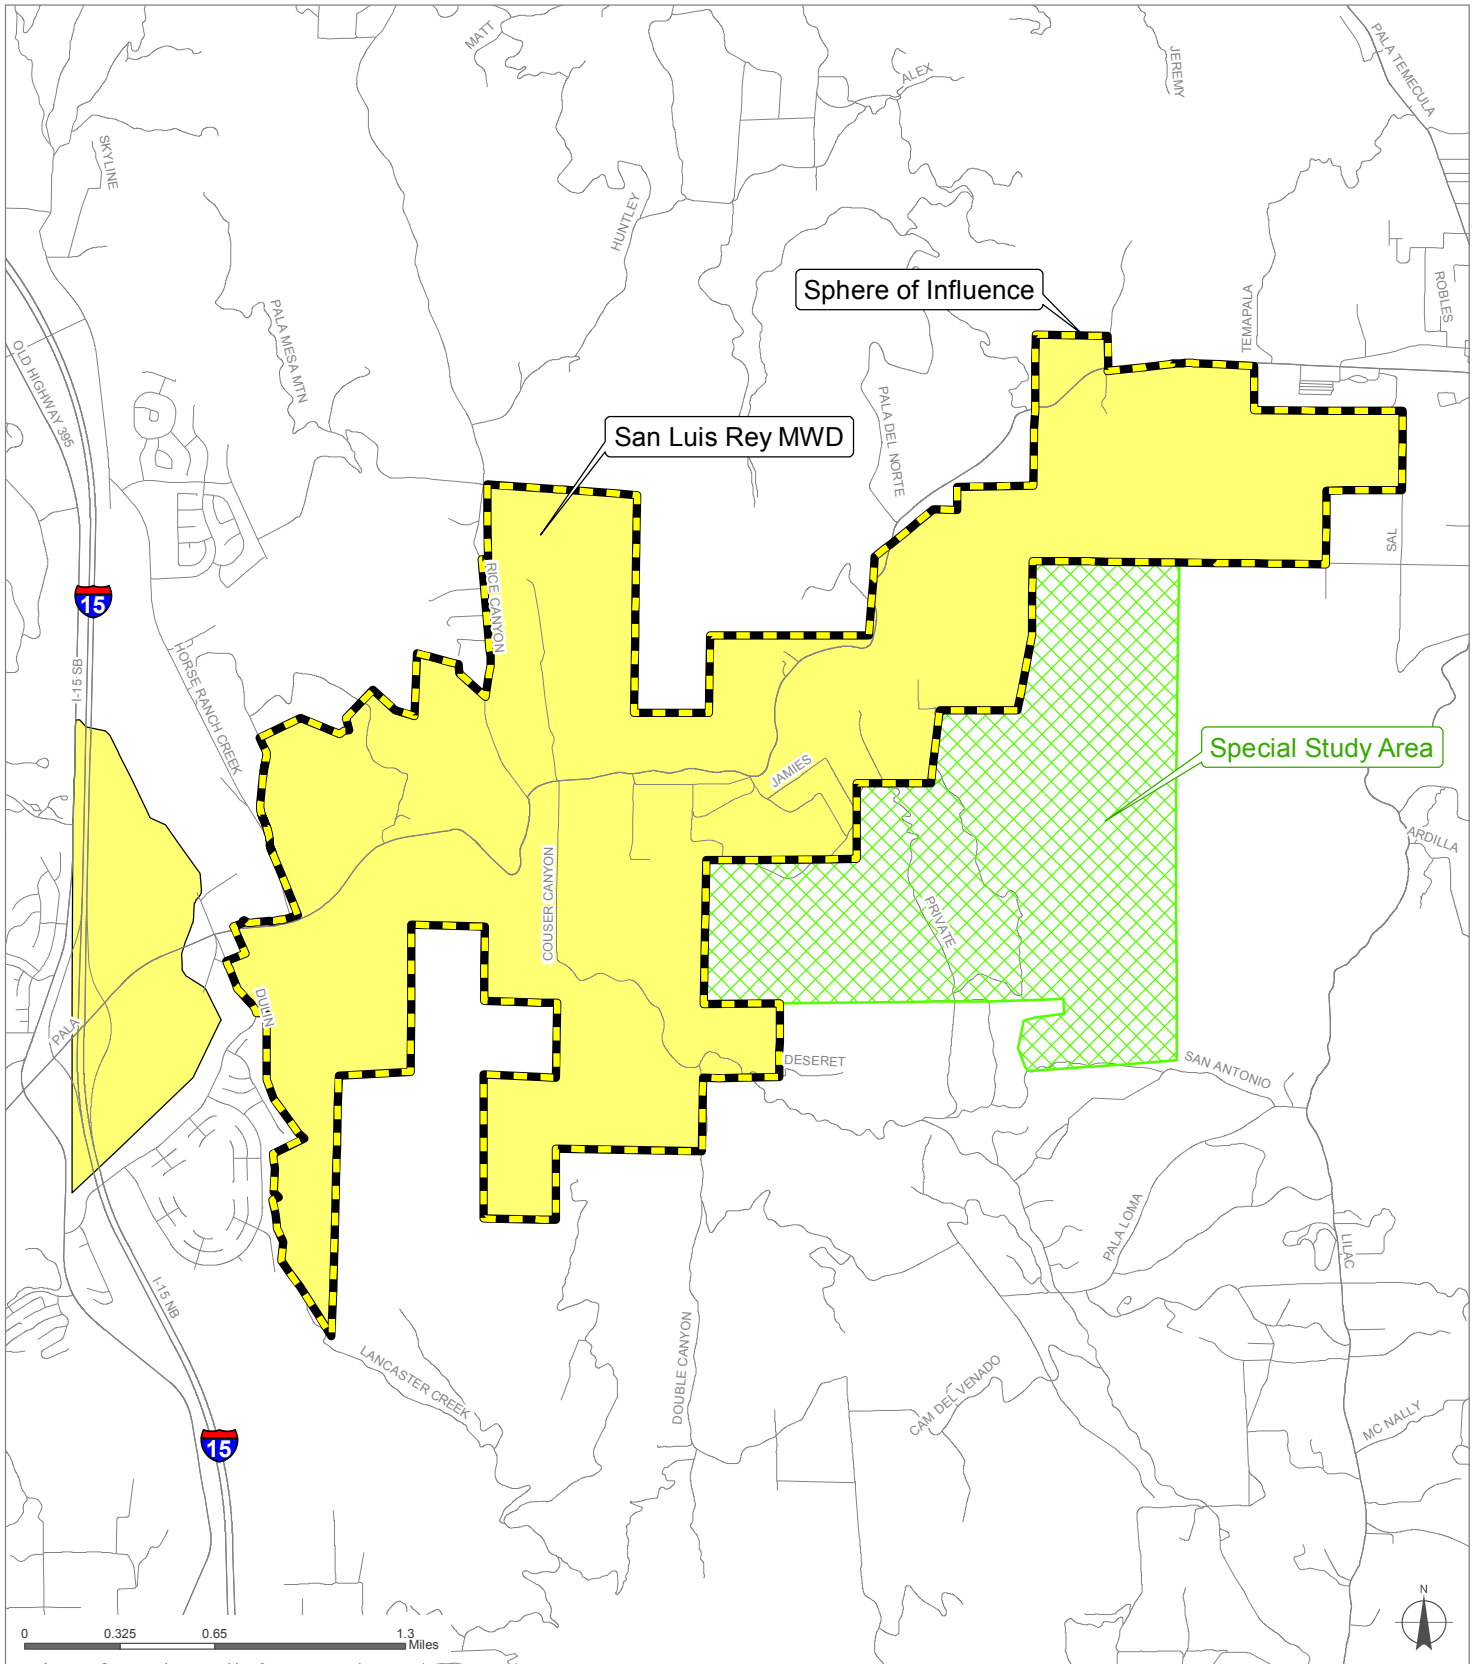 MATT
ALEX
JEREMY
PALA TEMECULA
SKYLINE
HUNTLEY
Sphere of Influence
ROBLES
TEMAPALA
PALA MESA MTN
OLD HIGHWAY 395
PALA DEL NORTE
San Luis Rey MWD
SAL
RICE CANYON
15
I-15 SB
HORSE RANCH CREEK
Special Study Area
JAMIES
ARDILLA
COUSER CANYON
PRIVATE
DULIN
PALA
DESERET
SAN ANTONIO
PALA LOMA
LILAC
I-15 NB
LANCASTER CREEK
DOUBLE CANYON
CAM DEL VENADO
MC NALLY
15
N
0 0.325 0.65 1.3
Miles